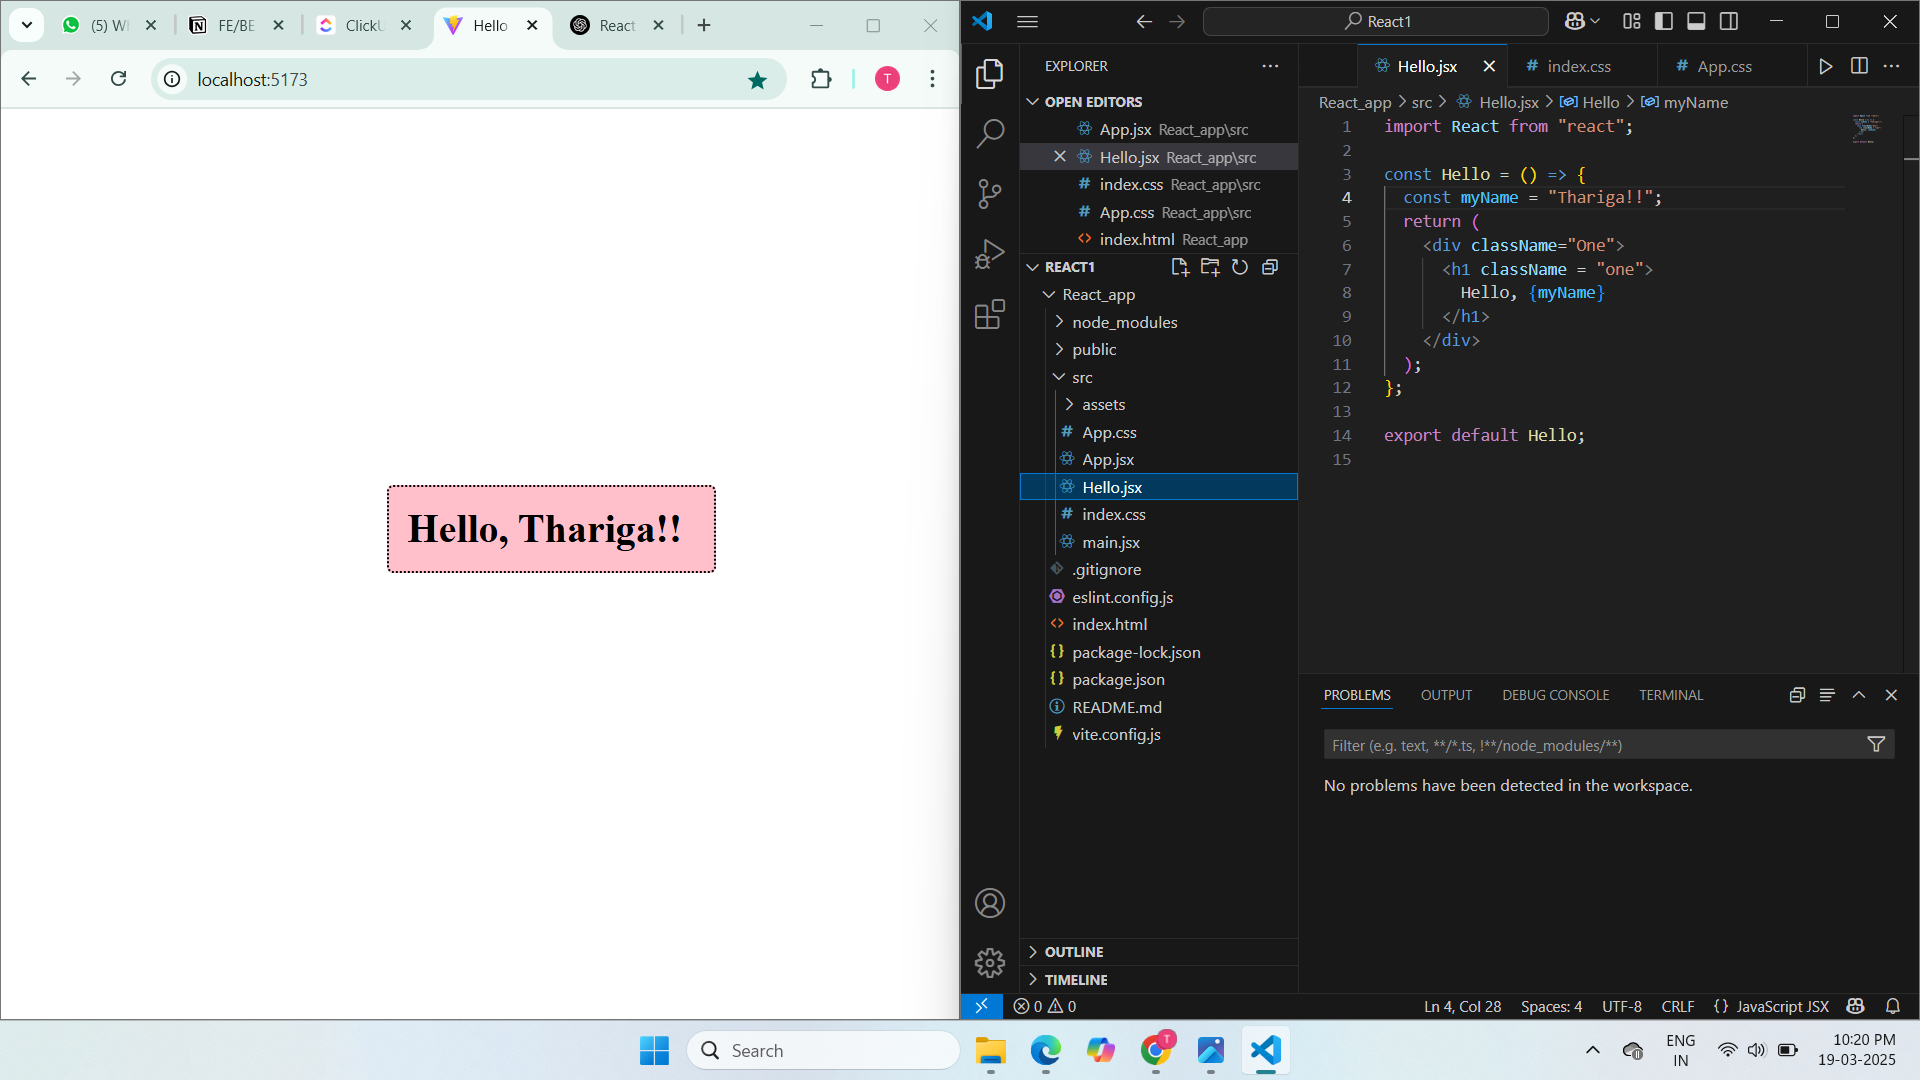 (5) Wh
FE/BE
ClickU
Hello
React
localhost:5173
T
Hello, Thariga!!
React1
EXPLORER
OPEN EDITORS
App.jsx React_app\src
Hello.jsx React_app\src
index.css React_app\src
App.css React_app\src
index.html React_app
REACT1
React_app
node_modules
public
src
assets
App.css
App.jsx
Hello.jsx
index.css
main.jsx
.gitignore
eslint.config.js
index.html
package-lock.json
package.json
README.md
vite.config.js
OUTLINE
TIMELINE
Hello.jsx
index.css
App.css
React_app > src > Hello.jsx > Hello > myName
1 import React from "react";
2
3 const Hello = () => {
4 const myName = "Thariga!!";
5 return (
6 <div className="One">
7 <h1 className = "one">
8 Hello, {myName}
9 </h1>
10 </div>
11 );
12 };
13
14 export default Hello;
15
PROBLEMS OUTPUT DEBUG CONSOLE TERMINAL
Filter (e.g. text, **/*.ts, !**/node_modules/**)
No problems have been detected in the workspace.
0 0
Ln 4, Col 28 Spaces: 4 UTF-8 CRLF {} JavaScript JSX
Search
T
ENG
IN
10:20 PM
19-03-2025